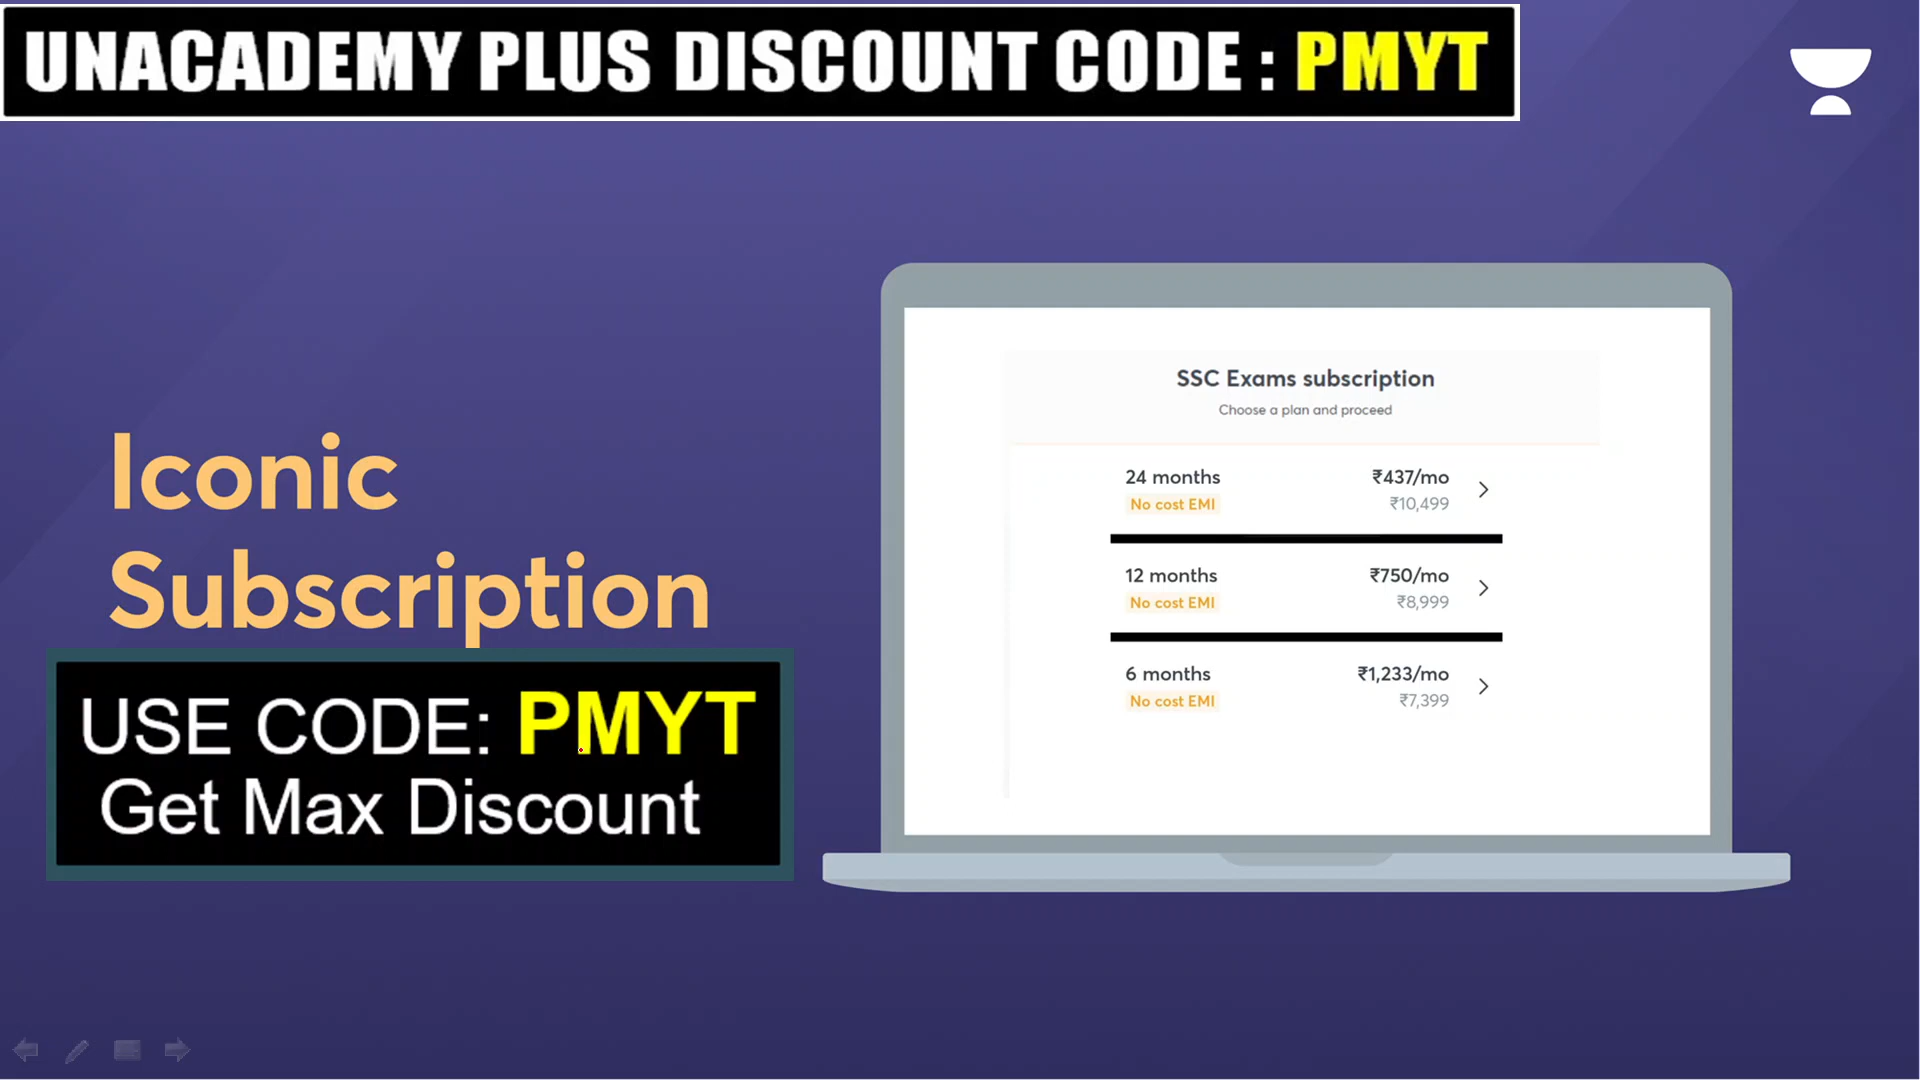 UNACADEMY PLUS DISCOUNT CODE : PMYT
Iconic
Subscription
USE CODE: PMYT
Get Max Discount
SSC Exams subscription
Choose a plan and proceed
24 months ₹437/mo
No cost EMI ₹10,499
12 months ₹750/mo
No cost EMI ₹8,999
6 months ₹1,233/mo
No cost EMI ₹7,399